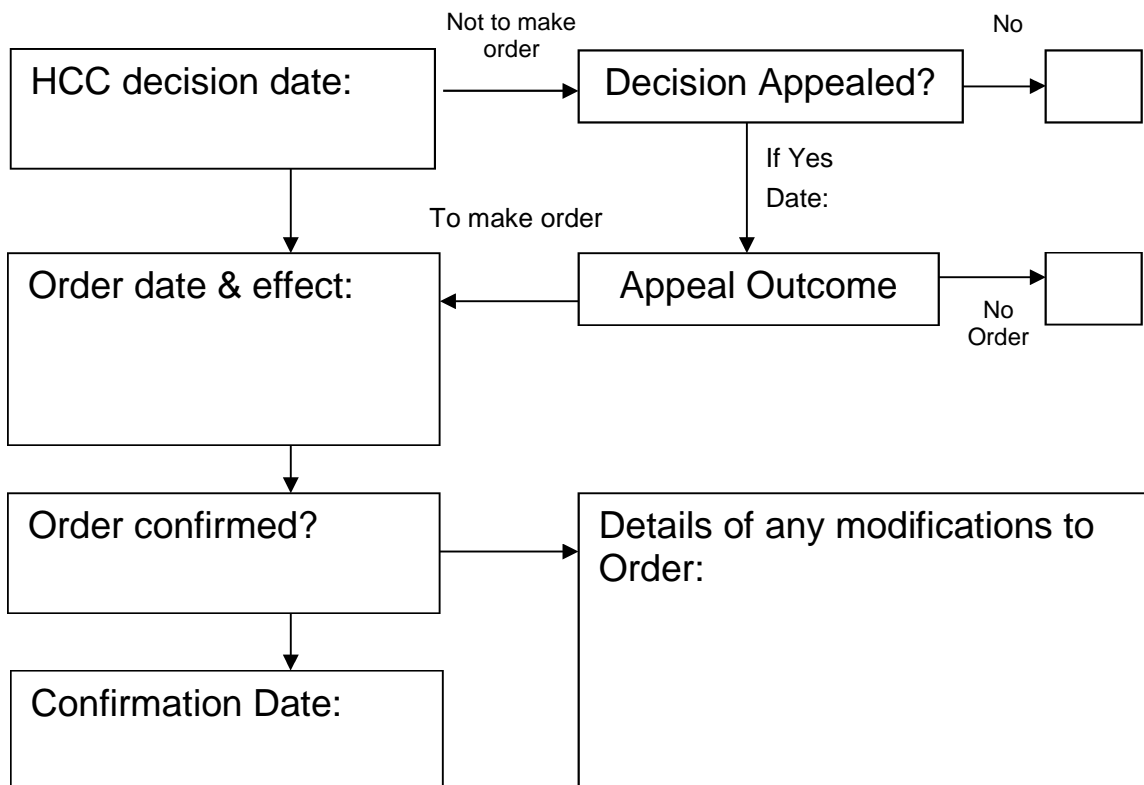 Not to make
order
No
HCC decision date:
Decision Appealed?
If Yes
Date:
To make order
Order date & effect:
Appeal Outcome
No
Order
Order confirmed?
Details of any modifications to
Order:
Confirmation Date: